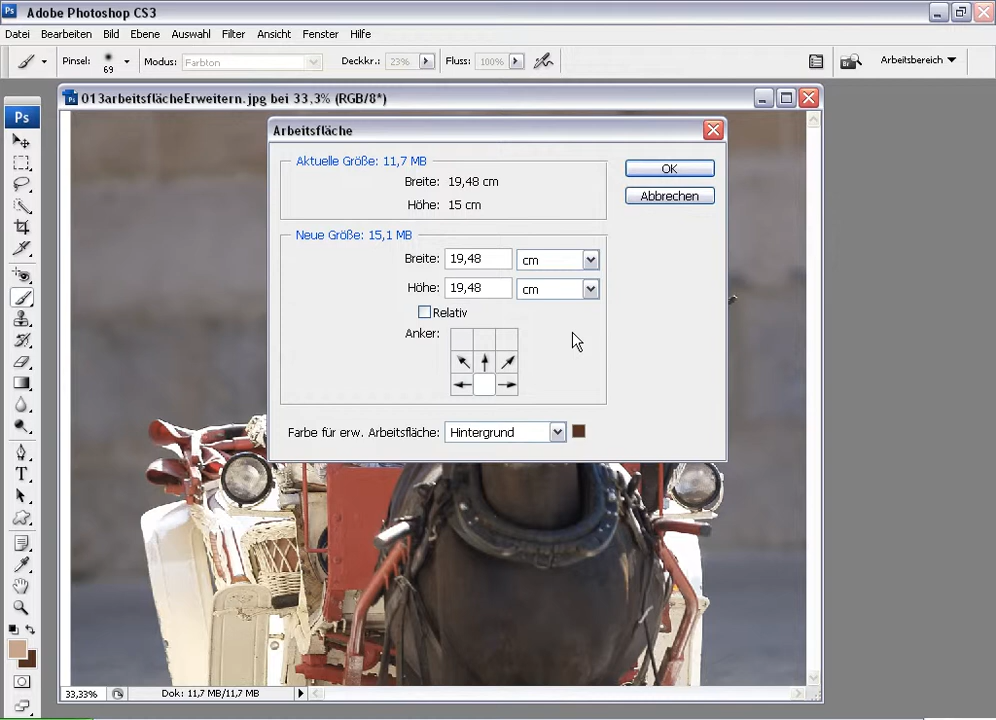 Ps Adobe Photoshop CS3
Datei Bearbeiten Bild Ebene Auswahl Filter Ansicht Fenster Hilfe
Pinsel: 69 Modus: Farbton Deckkr.: 23% Fluss: 100% Br Arbeitsbereich
013arbeitsflächeErweitern.jpg bei 33,3% (RGB/8*)
Ps
Arbeitsfläche
Aktuelle Größe: 11,7 MB
Breite: 19,48 cm
Höhe: 15 cm
OK
Abbrechen
Neue Größe: 15,1 MB
Breite: 19,48 cm
Höhe: 19,48 cm
Relativ
Anker:
Farbe für erw. Arbeitsfläche: Hintergrund
T
33,33% Dok: 11,7 MB/11,7 MB